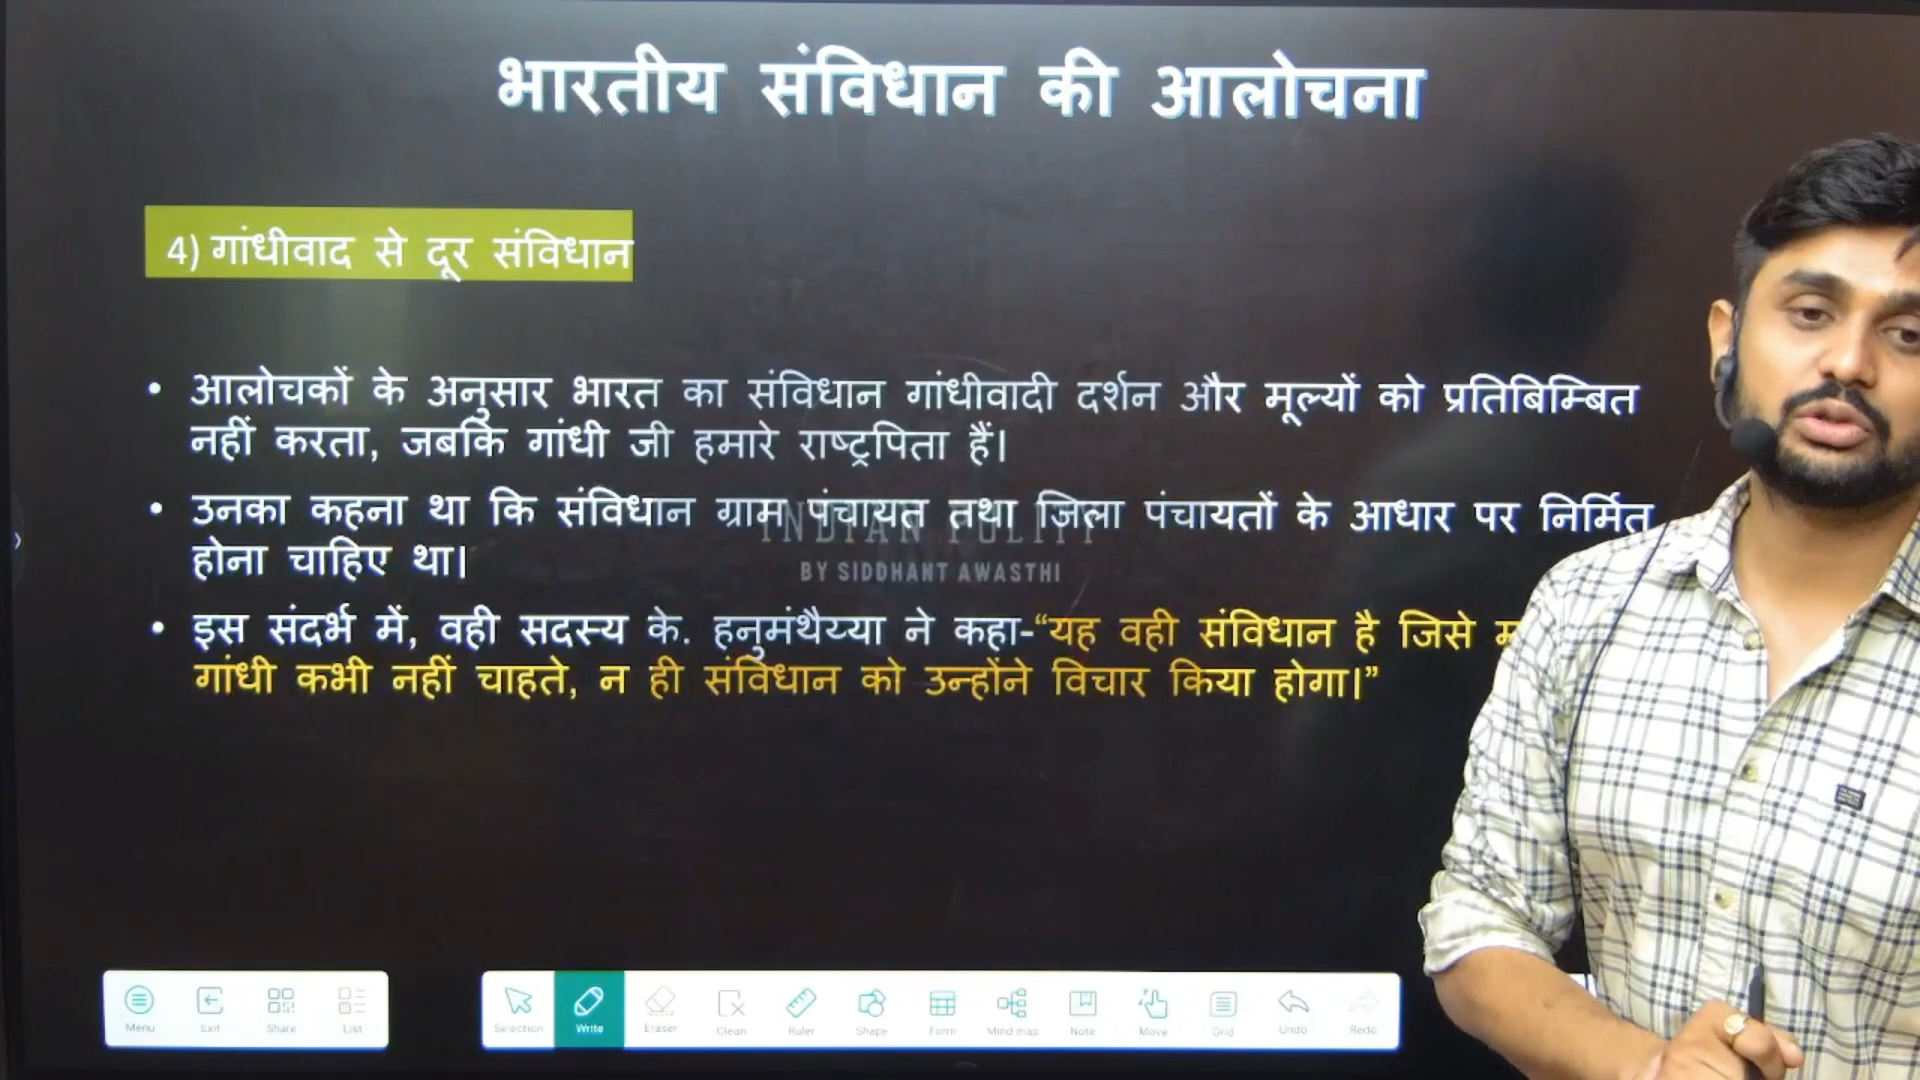 भारतीय संविधान की आलोचना
4) गांधीवाद से दूर संविधान
• आलोचकों के अनुसार भारत का संविधान गांधीवादी दर्शन और मूल्यों को प्रतिबिम्बित
नहीं करता, जबकि गांधी जी हमारे राष्ट्रपिता हैं।
• उनका कहना था कि संविधान ग्राम पंचायत तथा ज़िला पंचायतों के आधार पर निर्मित
होना चाहिए था।
INDIAN POLITY
BY SIDDHANT AWASTHI
• इस संदर्भ में, वही सदस्य के. हनुमंथैय्या ने कहा-“यह वही संविधान है जिसे
गांधी कभी नहीं चाहते, न ही संविधान को उन्होंने विचार किया होगा।”
Menu Exit Share List Selection Write Eraser Clean Ruler Shape Form Mind map Note Move Grid Undo Redo